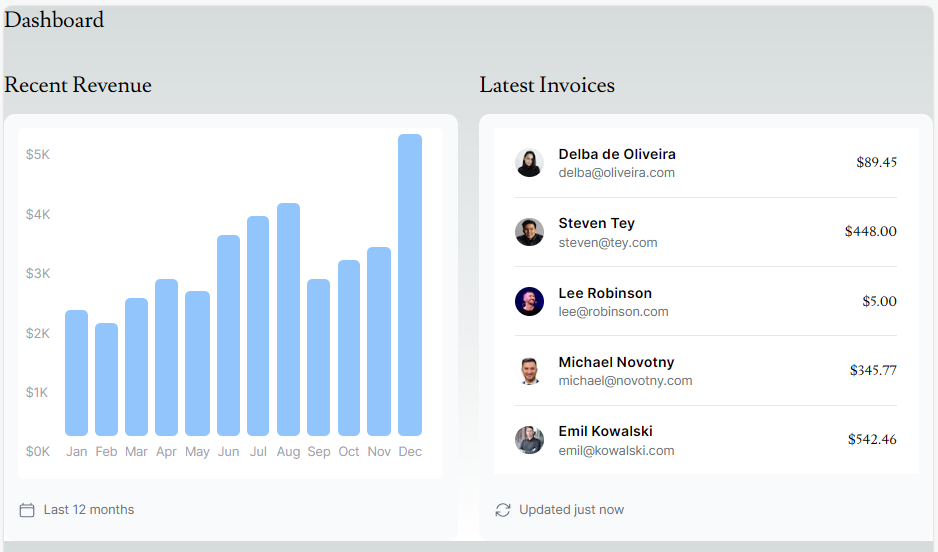 Dashboard
Recent Revenue
$5K
$4K
$3K
$2K
$1K
$0K
Jan Feb Mar Apr May Jun Jul Aug Sep Oct Nov Dec
Last 12 months
Latest Invoices
Delba de Oliveira
delba@oliveira.com
$89.45
Steven Tey
steven@tey.com
$448.00
Lee Robinson
lee@robinson.com
$5.00
Michael Novotny
michael@novotny.com
$345.77
Emil Kowalski
emil@kowalski.com
$542.46
Updated just now